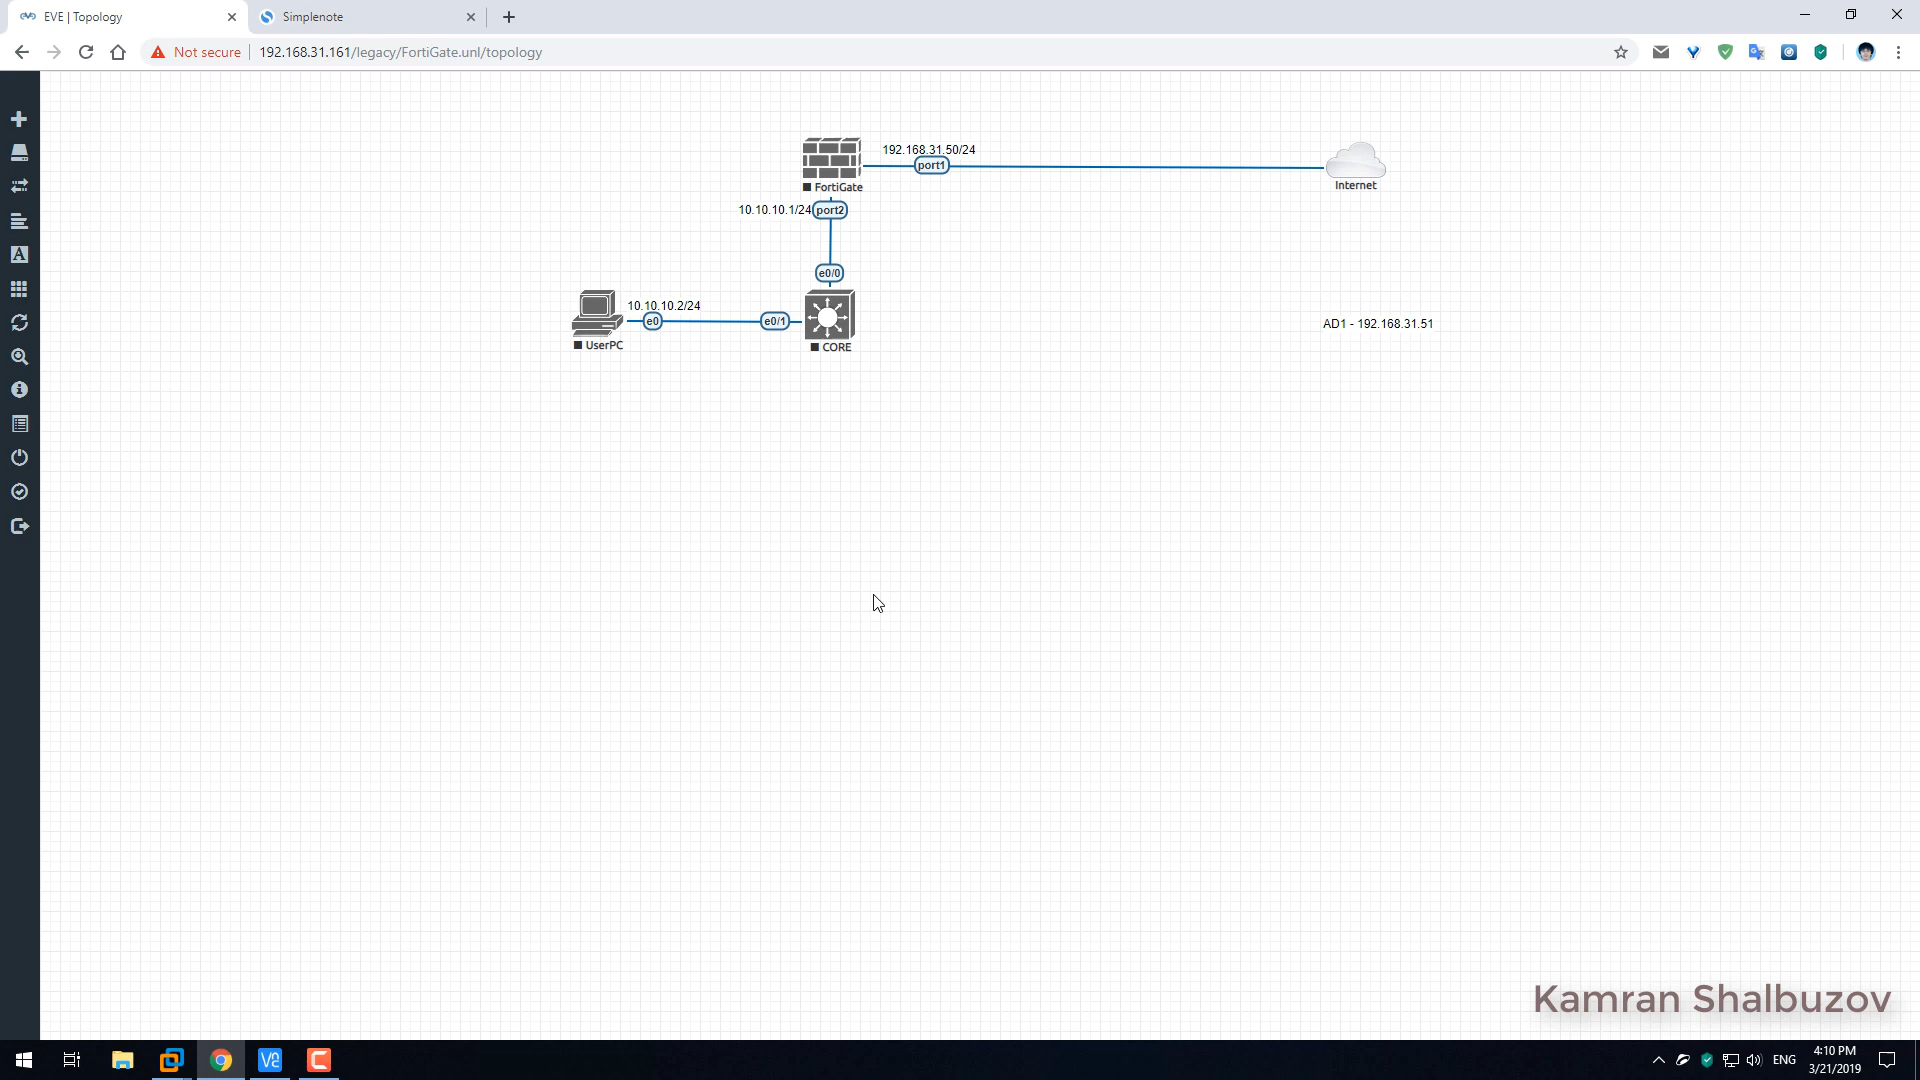 EVE | Topology
Simplenote
Not secure
192.168.31.161/legacy/FortiGate.unl/topology
192.168.31.50/24
port1
FortiGate
Internet
10.10.10.1/24
port2
e0/0
10.10.10.2/24
e0
e0/1
AD1 - 192.168.31.51
UserPC
CORE
Kamran Shalbuzov
ENG
4:10 PM
3/21/2019